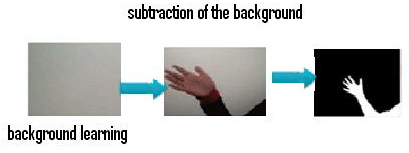 subtraction of the background
background learning